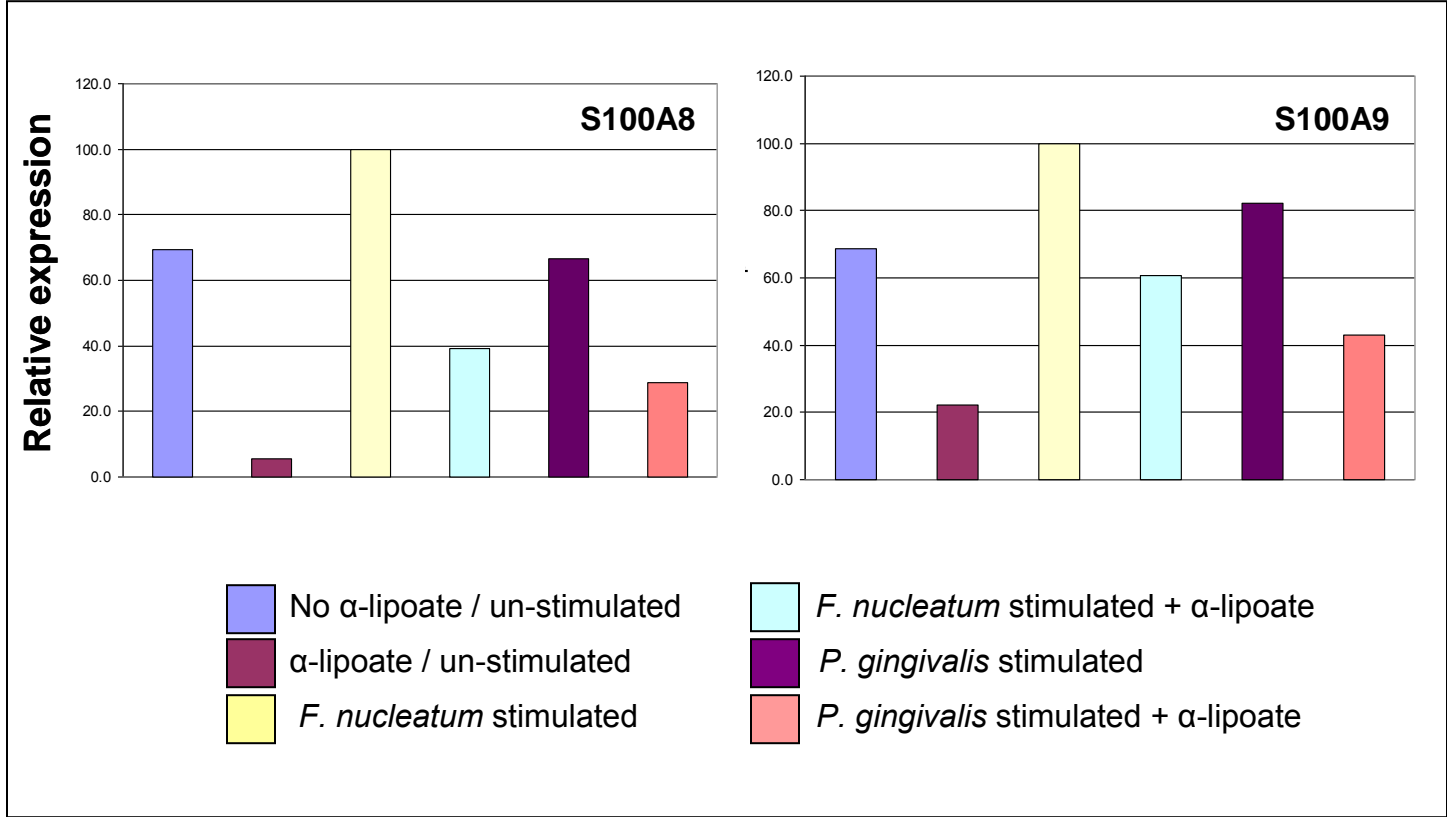 Relative expression
S100A8
120.0
100.0
80.0
60.0
40.0
20.0
0.0
S100A9
120.0
100.0
80.0
60.0
40.0
20.0
0.0
No α-lipoate / un-stimulated
α-lipoate / un-stimulated
F. nucleatum stimulated
F. nucleatum stimulated + α-lipoate
P. gingivalis stimulated
P. gingivalis stimulated + α-lipoate